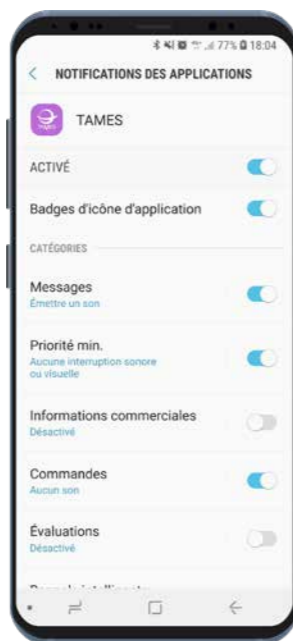 77% 18:04
NOTIFICATIONS DES APPLICATIONS
TAMES
ACTIVÉ
Badges d'icône d'application
CATÉGORIES
Messages
Émettre un son
Priorité min.
Aucune interruption sonore
ou visuelle
Informations commerciales
Désactivé
Commandes
Aucun son
Évaluations
Désactivé